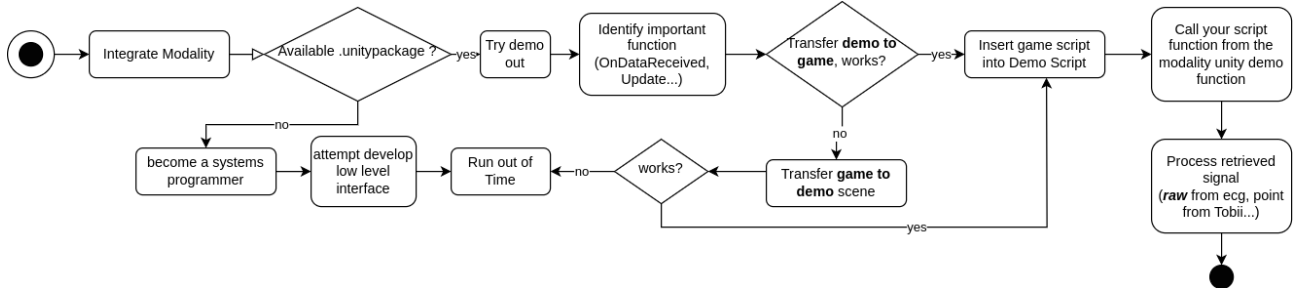 Integrate Modality
Available .unitypackage ?
yes
Try demo
out
Identify important
function
(OnDataReceived,
Update...)
Transfer demo to
game, works?
yes
Insert game script
into Demo Script
Call your script
function from the
modality unity demo
function
no
become a systems
programmer
attempt develop
low level
interface
Run out of
Time
no
works?
no
Transfer game to
demo scene
yes
Process retrieved
signal
(raw from ecg, point
from Tobii...)